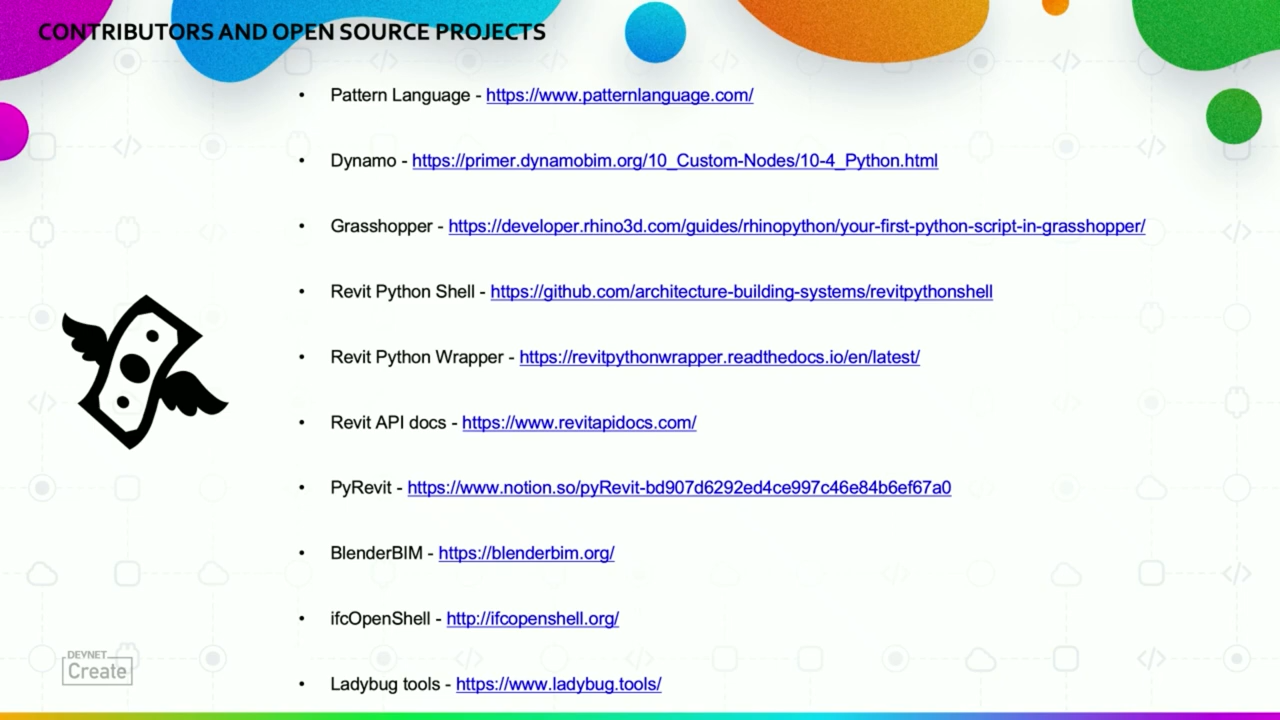 CONTRIBUTORS AND OPEN SOURCE PROJECTS
• Pattern Language - https://www.patternlanguage.com/
• Dynamo - https://primer.dynamobim.org/10_Custom-Nodes/10-4_Python.html
• Grasshopper - https://developer.rhino3d.com/guides/rhinopython/your-first-python-script-in-grasshopper/
• Revit Python Shell - https://github.com/architecture-building-systems/revitpythonshell
• Revit Python Wrapper - https://revitpythonwrapper.readthedocs.io/en/latest/
• Revit API docs - https://www.revitapidocs.com/
• PyRevit - https://www.notion.so/pyRevit-bd907d6292ed4ce997c46e84b6ef67a0
• BlenderBIM - https://blenderbim.org/
• ifcOpenShell - http://ifcopenshell.org/
• Ladybug tools - https://www.ladybug.tools/
DEVNET
Create